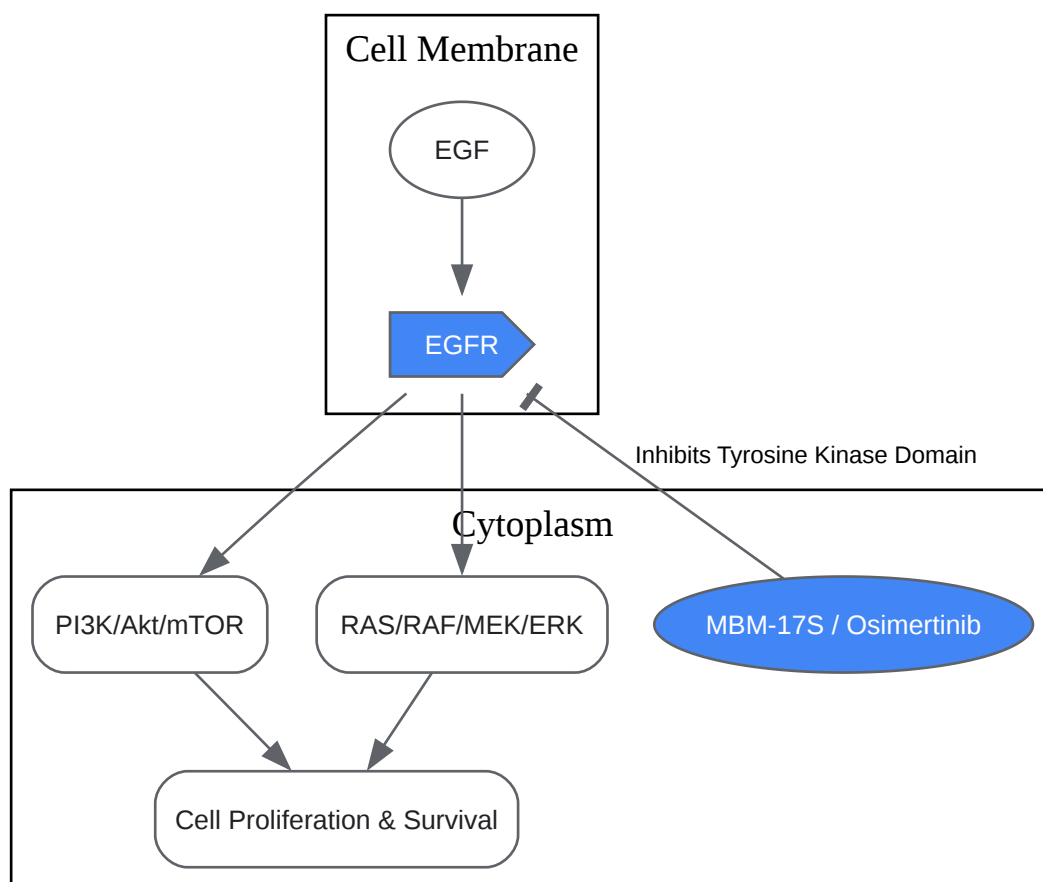 Cell Membrane
EGF
EGFR
Inhibits Tyrosine Kinase Domain
Cytoplasm
PI3K/Akt/mTOR
RAS/RAF/MEK/ERK
MBM-17S / Osimertinib
Cell Proliferation & Survival